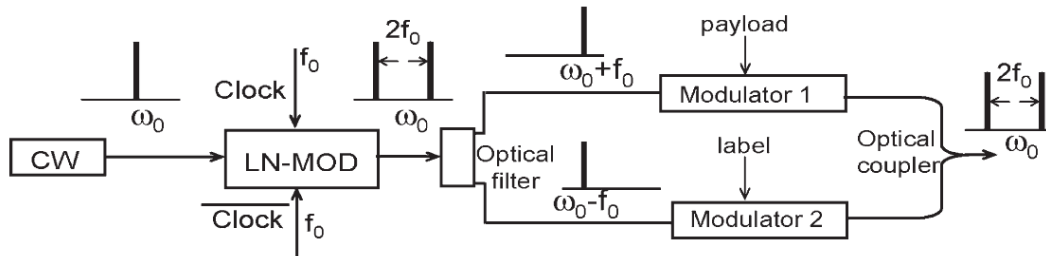 2f₀
f₀
Clock
ω₀
ω₀
CW
LN-MOD
Clock
f₀
Optical
filter
ω₀+f₀
ω₀-f₀
payload
Modulator 1
label
Modulator 2
Optical
coupler
2f₀
ω₀